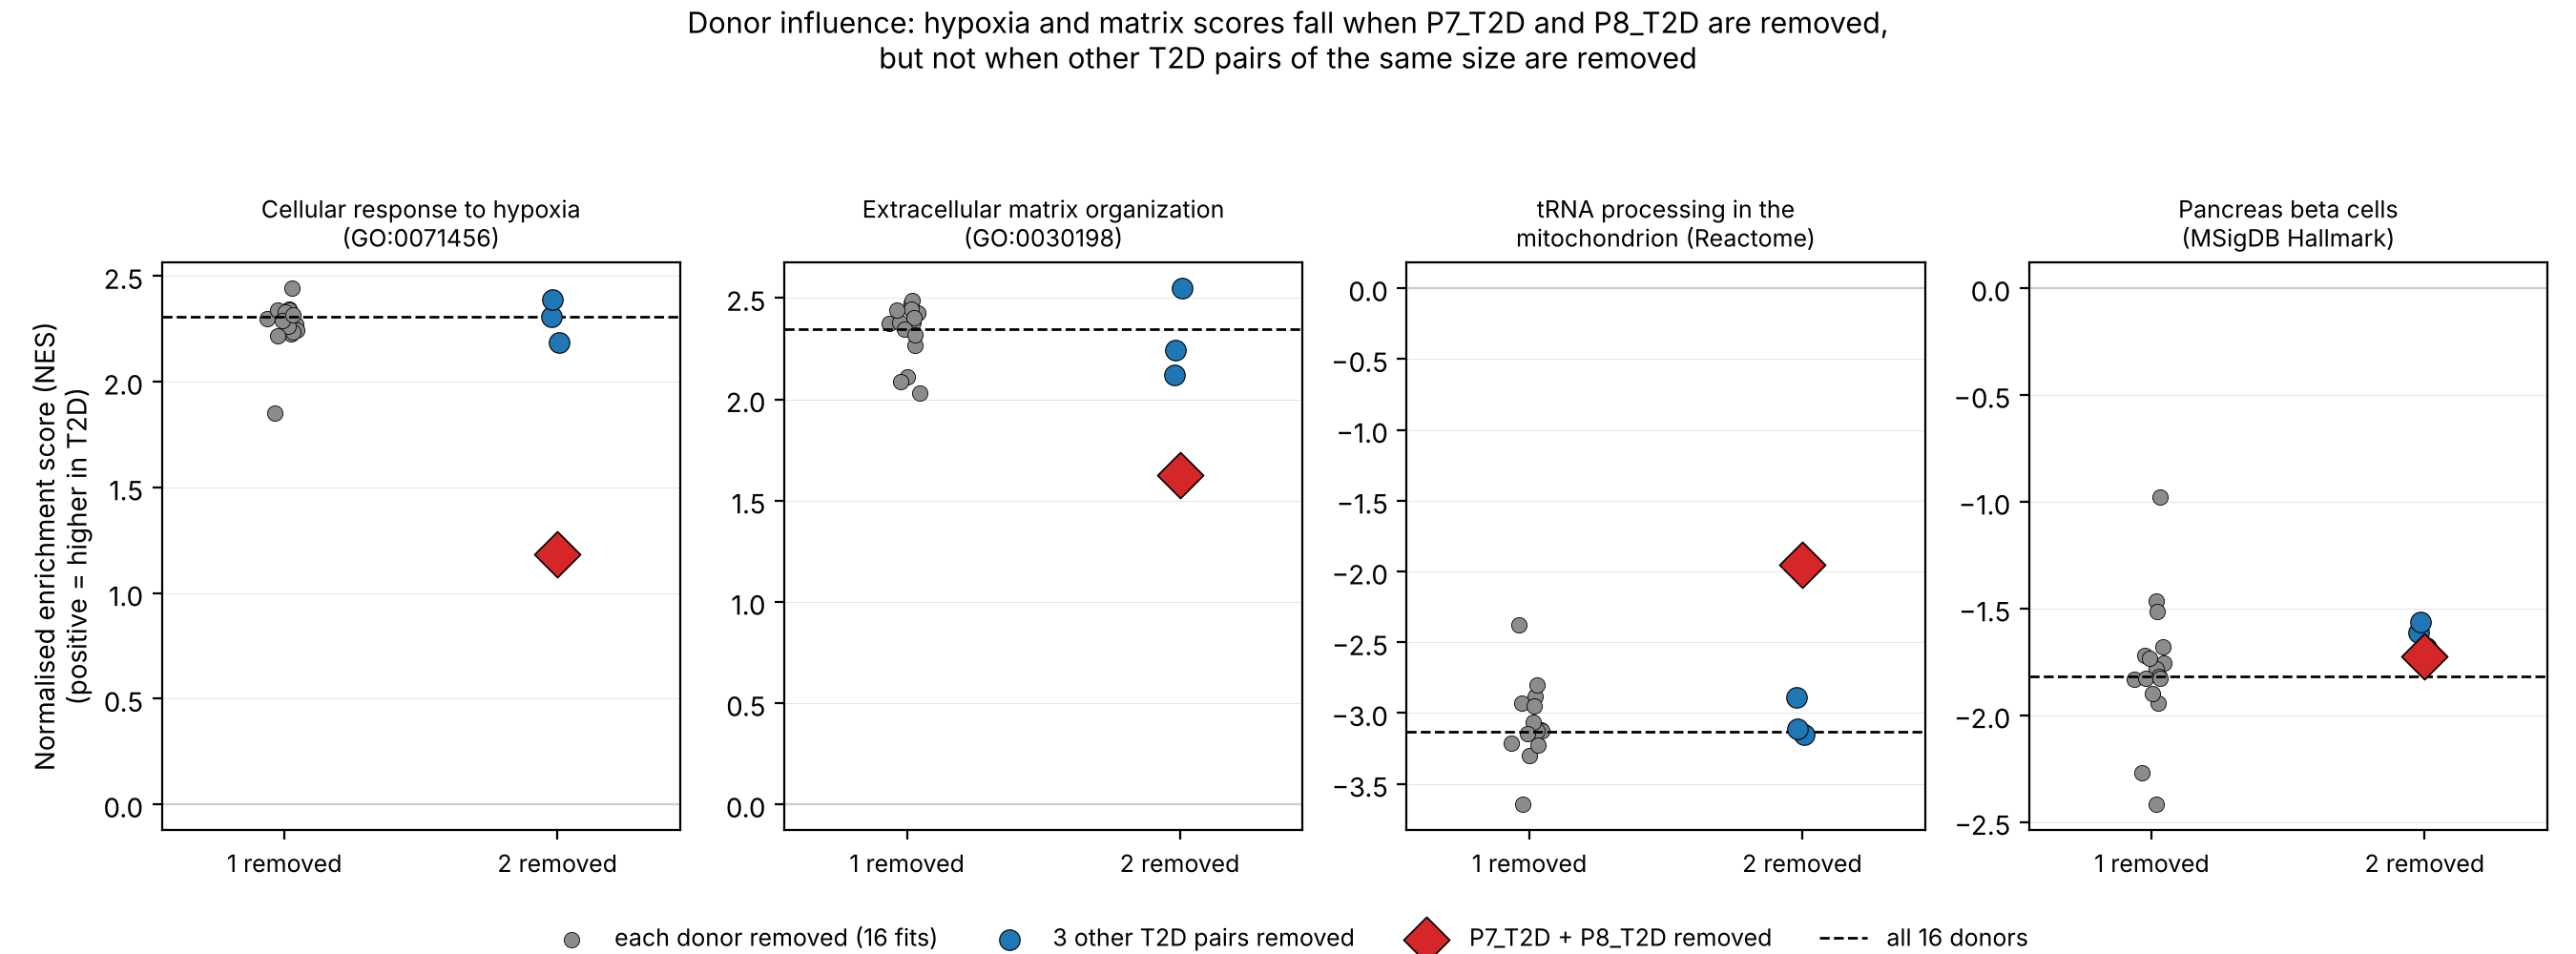 Donor influence: hypoxia and matrix scores fall when P7_T2D and P8_T2D are removed,
but not when other T2D pairs of the same size are removed
Cellular response to hypoxia
(GO:0071456)
Extracellular matrix organization
(GO:0030198)
tRNA processing in the
mitochondrion (Reactome)
Pancreas beta cells
(MSigDB Hallmark)
Normalised enrichment score (NES)
(positive = higher in T2D)
2.5
2.0
1.5
1.0
0.5
0.0
1 removed
2 removed
2.5
2.0
1.5
1.0
0.5
0.0
1 removed
2 removed
0.0
−0.5
−1.0
−1.5
−2.0
−2.5
−3.0
−3.5
1 removed
2 removed
0.0
−0.5
−1.0
−1.5
−2.0
−2.5
1 removed
2 removed
each donor removed (16 fits)
3 other T2D pairs removed
P7_T2D + P8_T2D removed
all 16 donors